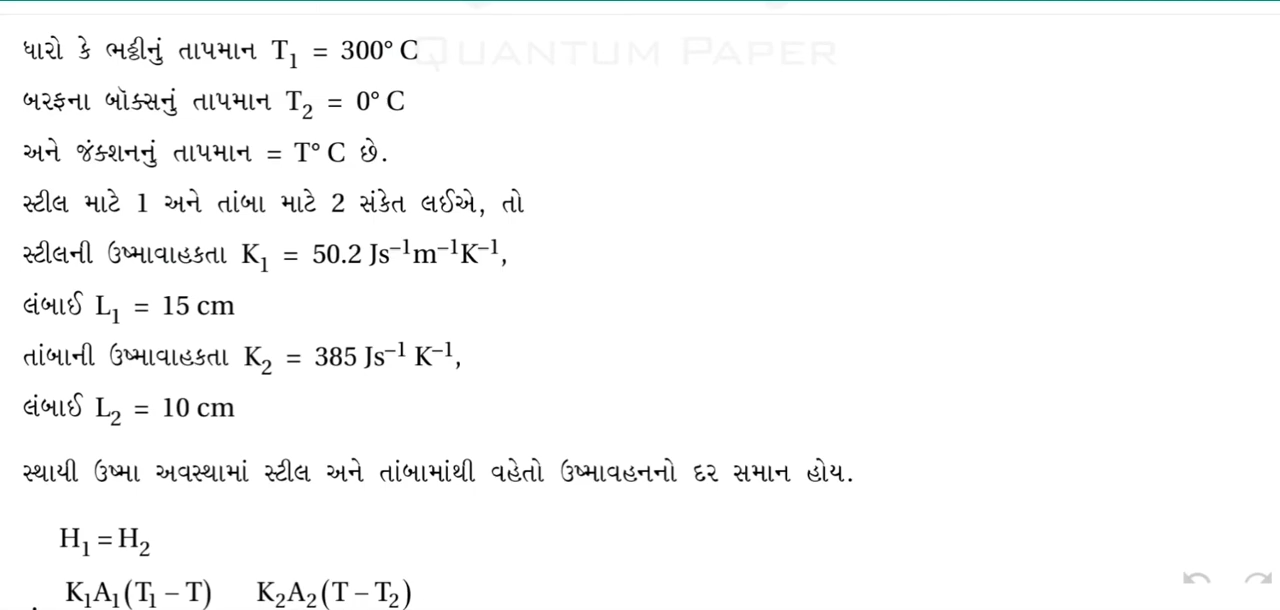 QUANTUM PAPER
ધારો કે ભઠ્ઠીનું તાપમાન T₁ = 300° C
બરફના બૉક્સનું તાપમાન T₂ = 0° C
અને જંક્શનનું તાપમાન = T° C છે.
સ્ટીલ માટે 1 અને તાંબા માટે 2 સંકેત લઈએ, તો
સ્ટીલની ઉષ્માવાહકતા K₁ = 50.2 Js⁻¹m⁻¹K⁻¹,
લંબાઈ L₁ = 15 cm
તાંબાની ઉષ્માવાહકતા K₂ = 385 Js⁻¹ K⁻¹,
લંબાઈ L₂ = 10 cm
સ્થાયી ઉષ્મા અવસ્થામાં સ્ટીલ અને તાંબામાંથી વહેતો ઉષ્માવહનનો દર સમાન હોય.
H₁ = H₂
K₁A₁(T₁ – T) K₂A₂(T – T₂)